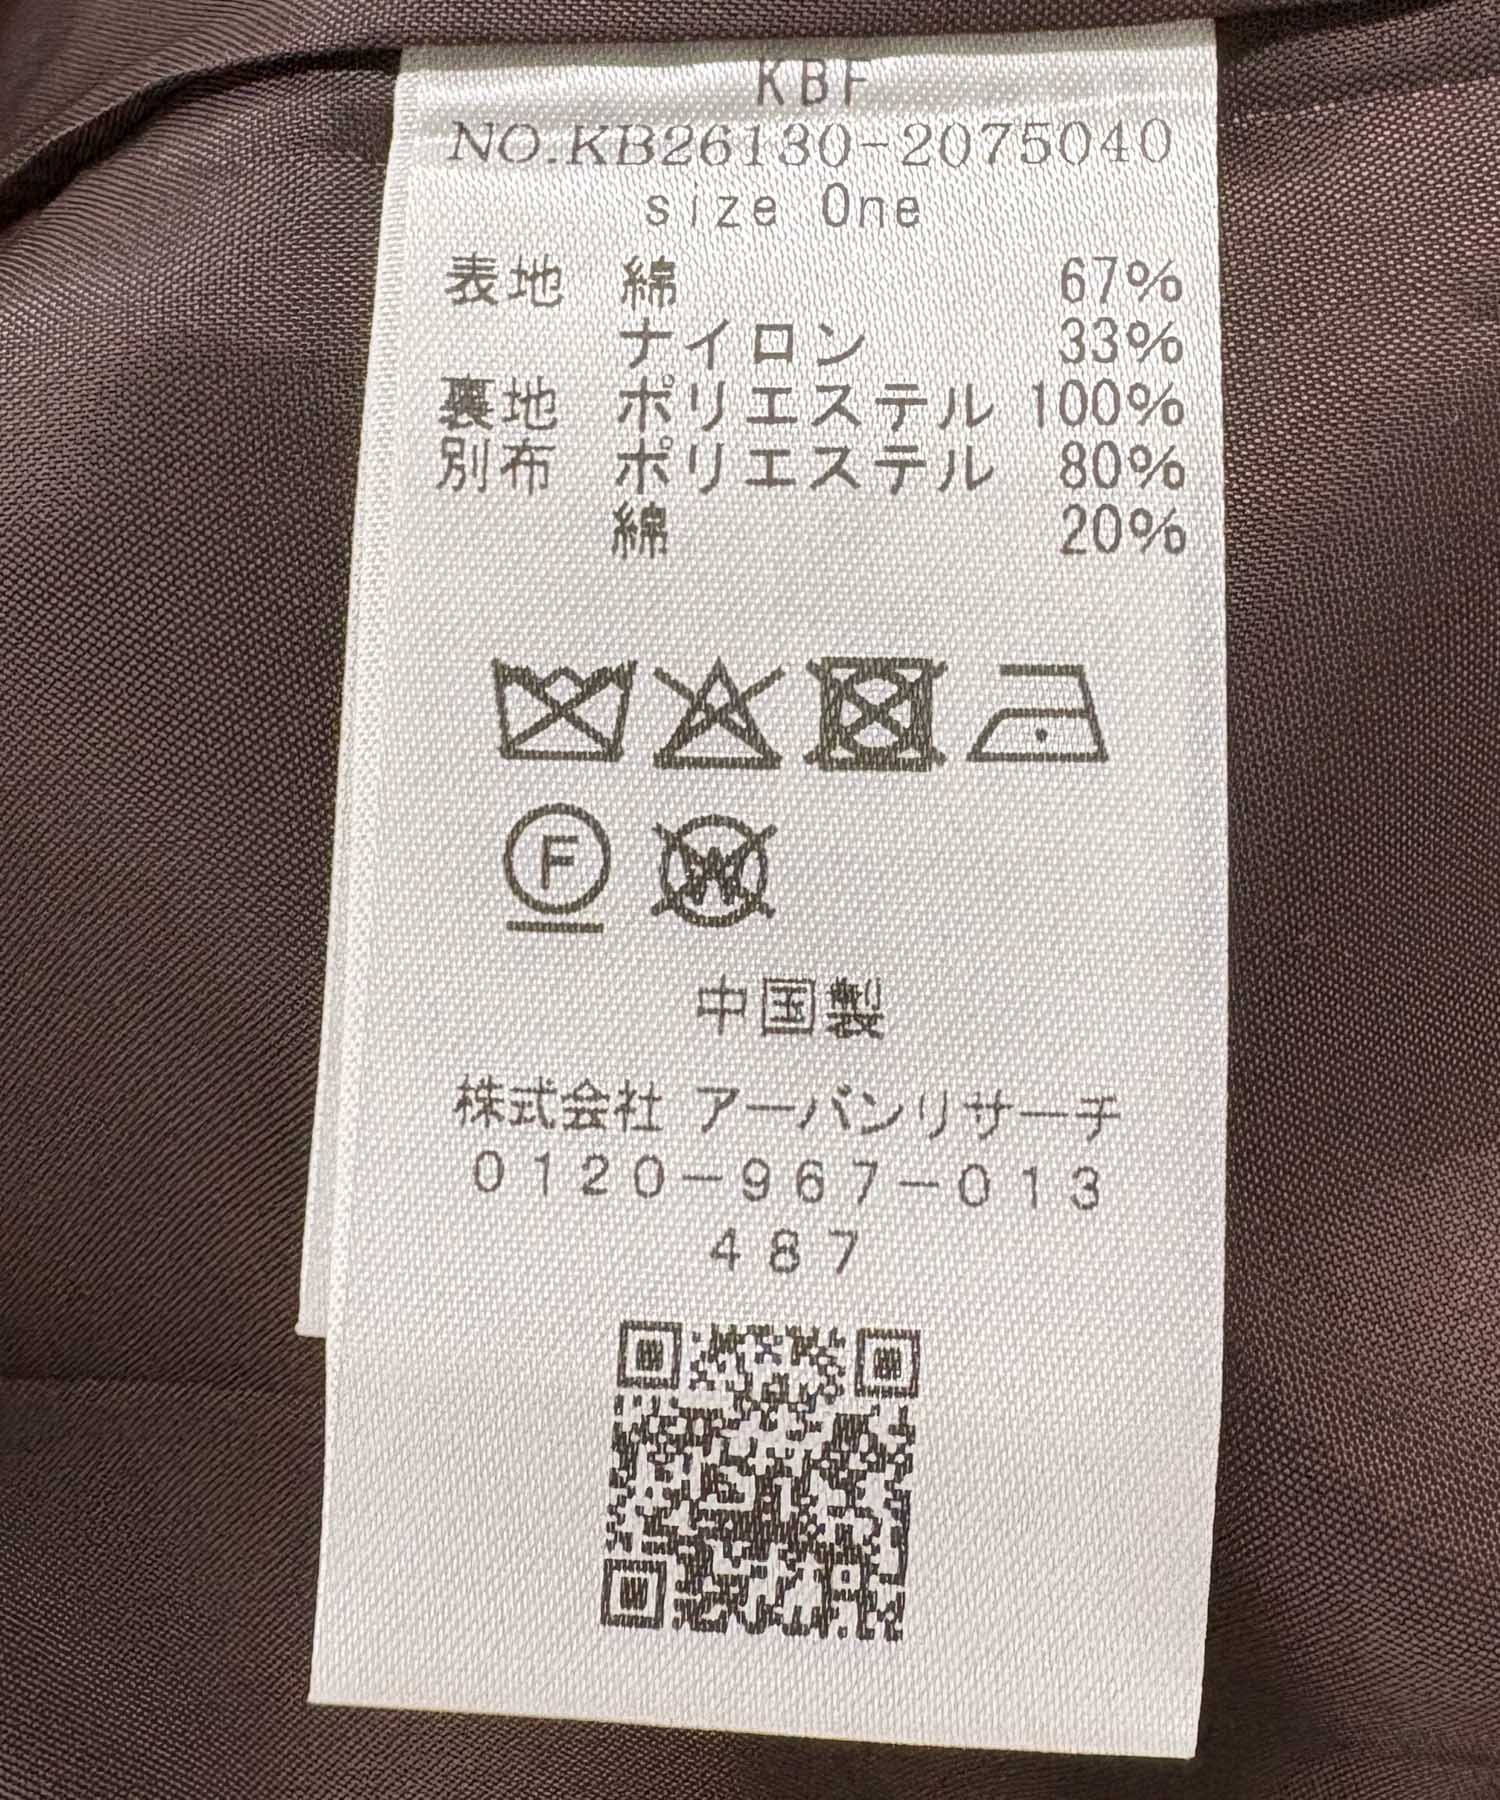 KBF
NO.KB26130-2075040
size One
表地 綿 67%
ナイロン 33%
裏地 ポリエステル 100%
別布 ポリエステル 80%
綿 20%
F
W
中国製
株式会社 アーバンリサーチ
0120-967-013
487